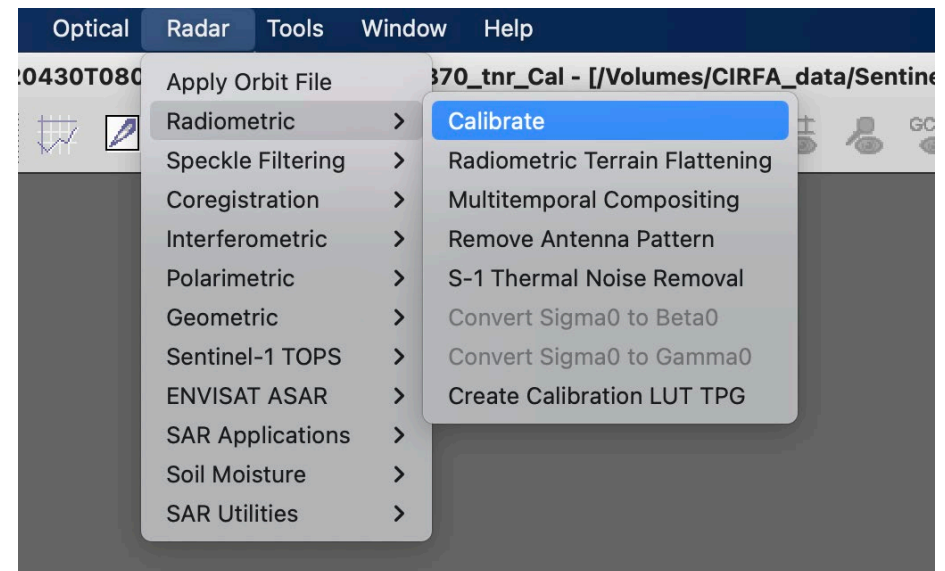 Optical Radar Tools Window Help
20430T080 370_tnr_Cal - [/Volumes/CIRFA_data/Sentine
Apply Orbit File
Radiometric
Speckle Filtering
Coregistration
Interferometric
Polarimetric
Geometric
Sentinel-1 TOPS
ENVISAT ASAR
SAR Applications
Soil Moisture
SAR Utilities
Calibrate
Radiometric Terrain Flattening
Multitemporal Compositing
Remove Antenna Pattern
S-1 Thermal Noise Removal
Convert Sigma0 to Beta0
Convert Sigma0 to Gamma0
Create Calibration LUT TPG
GC